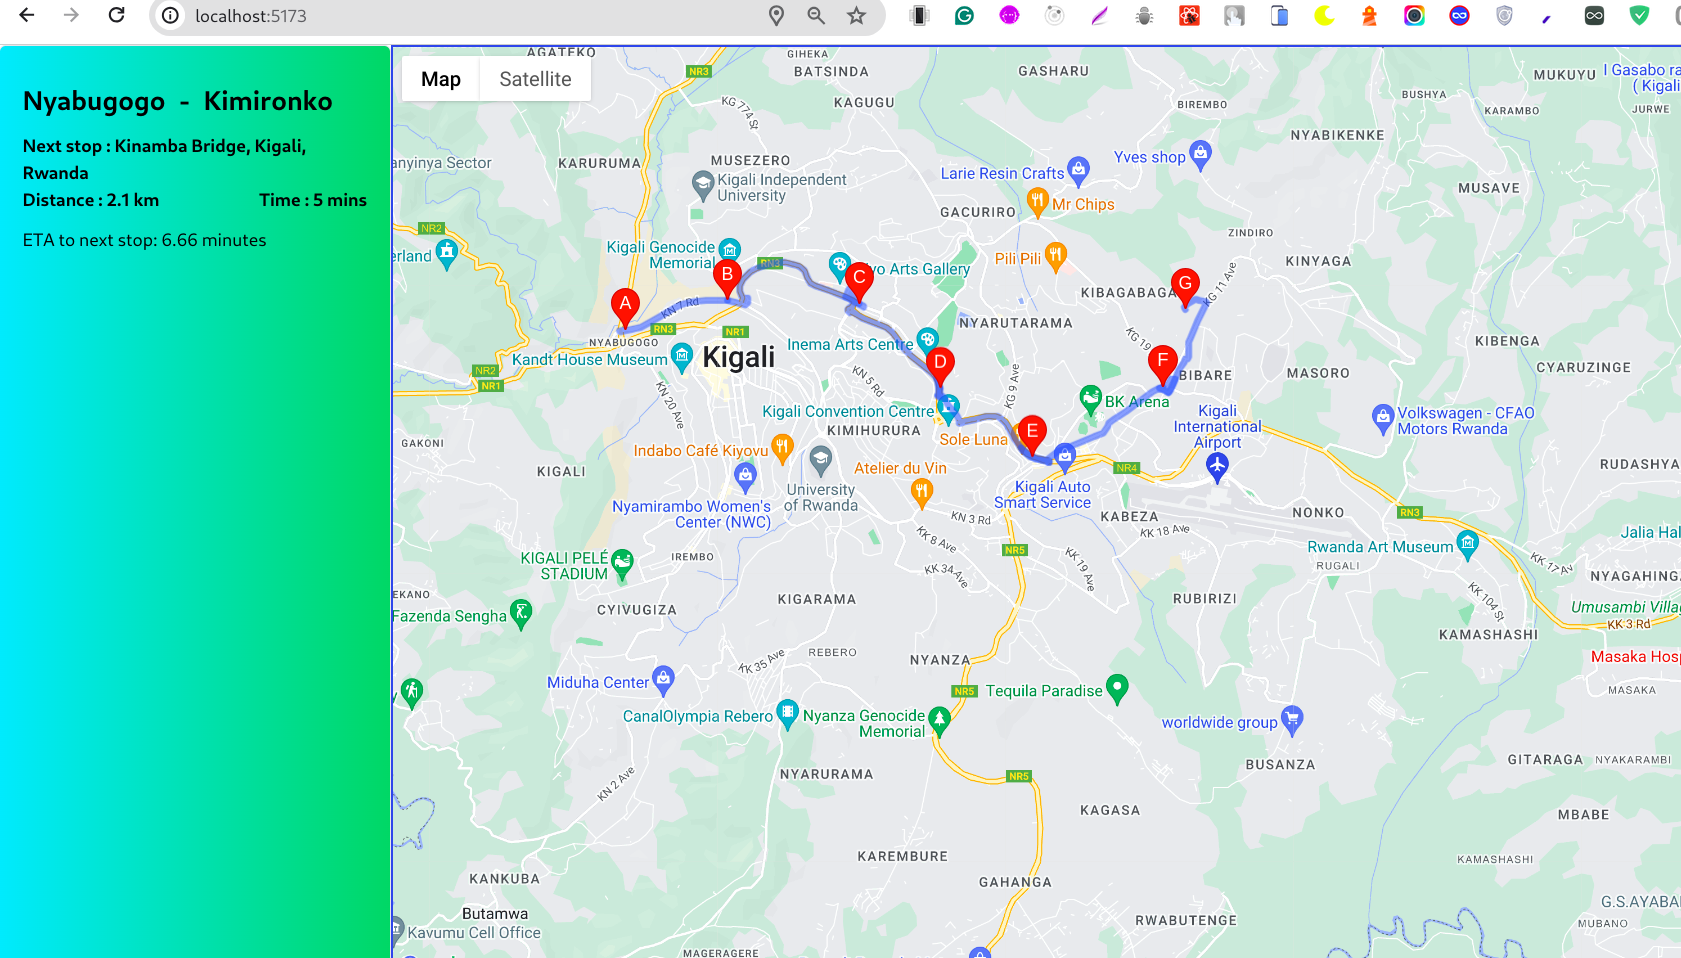 localhost:5173
Nyabugogo - Kimironko
Next stop : Kinamba Bridge, Kigali,
Rwanda
Distance : 2.1 km
Time : 5 mins
ETA to next stop: 6.66 minutes
Map
Satellite
AGATEKO
NR3
GIHEKA
BATSINDA
GASHARU
MUKUYU
I Gasabo ra
( Kigali
KAGUGU
KG 774 St
BIREMBO
BUSHYA
KARAMBO
JURWE
NYABIKENKE
anyinya Sector
KARURUMA
MUSEZERO
Kigali Independent
University
Larie Resin Crafts
Yves shop
MUSAVE
Mr Chips
GACURIRO
NR2
ZINDIRO
erland
Kigali Genocide
Memorial
RN3
yo Arts Gallery
Pili Pili
KINYAGA
A
B
C
G
KIBAGABAGA
KG 11 Ave
KN 7 Rd
RN3
NR1
NYABUGOGO
NYARUTARAMA
KG 19
KIBENGA
Kandt House Museum
Kigali
Inema Arts Centre
D
F
NR2
NR1
BIBARE
MASORO
CYARUZINGE
KN 20 Ave
KN 5 Rd
KG 9 Ave
BK Arena
Kigali
International
Airport
Volkswagen - CFAO
Motors Rwanda
Kigali Convention Centre
KIMIHURURA
Sole Luna
E
GAKONI
KIGALI
Indabo Café Kiyovu
Atelier du Vin
NR4
RUDASHYA
University
of Rwanda
Kigali Auto
Smart Service
Nyamirambo Women's
Center (NWC)
KN 3 Rd
KABEZA
NONKO
RN3
KK 18 Ave
KK 8 Ave
Jalia Hal
Rwanda Art Museum
RUGALI
IREMBO
NR5
KIGALI PELÉ
STADIUM
KK 34 Ave
KK 19 Ave
KK 17 Av
NYAGAHINGA
EKANO
Fazenda Sengha
CYIVUGIZA
KIGARAMA
RUBIRIZI
KK 104 St
Umusambi Villag
KK 3 Rd
KAMASHASHI
KK 35 Ave
REBERO
NYANZA
Masaka Hosp
Miduha Center
NR5
Tequila Paradise
MASAKA
CanalOlympia Rebero
Nyanza Genocide
Memorial
worldwide group
NYARURAMA
KN 2 Ave
NR5
BUSANZA
GITARAGA
NYAKARAMBI
KAGASA
MBABE
KAREMBURE
KAMASHASHI
KANKUBA
GAHANGA
Butamwa
Kavumu Cell Office
RWABUTENGE
G.S.AYABA
MUBANO
MAGERAGERE